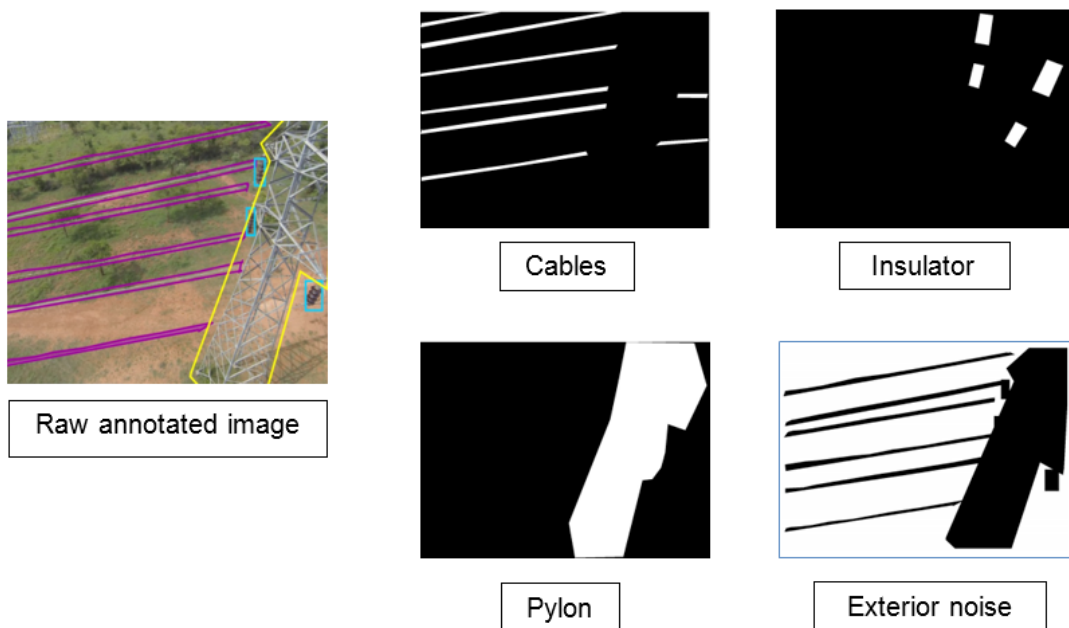 Cables
Insulator
Raw annotated image
Pylon
Exterior noise